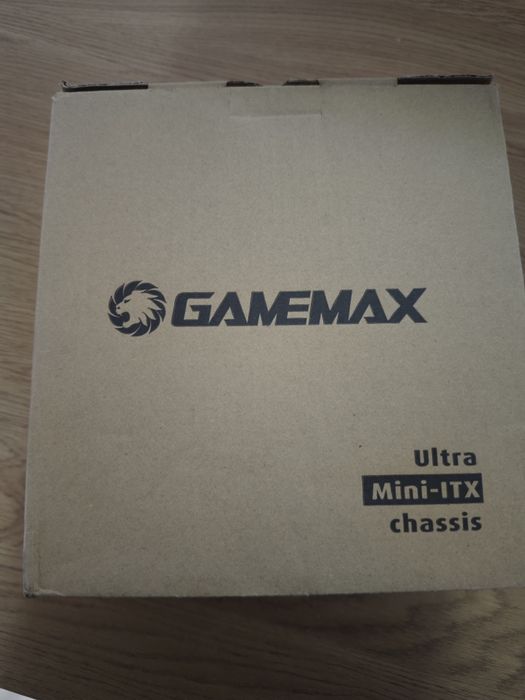 GAMEMAX
Ultra
Mini-ITX
chassis